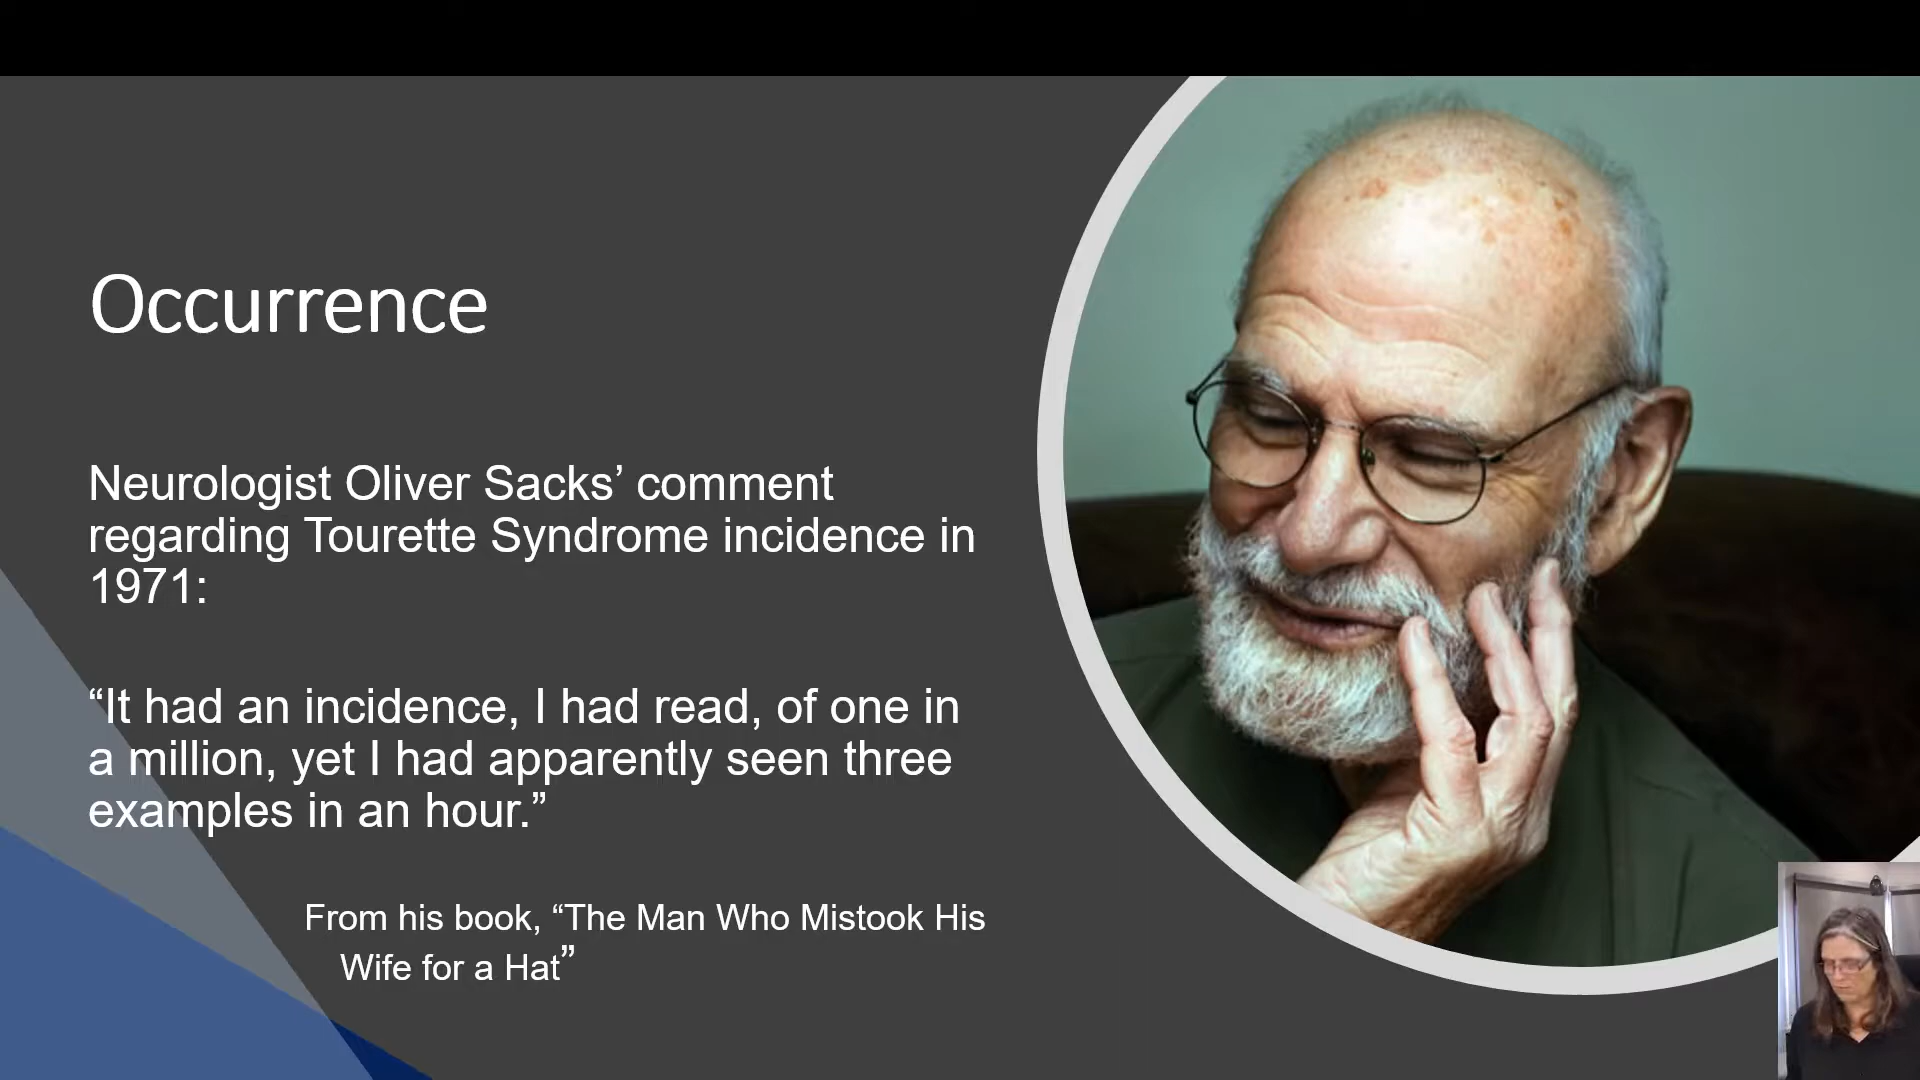 Occurrence
Neurologist Oliver Sacks’ comment
regarding Tourette Syndrome incidence in
1971:
“It had an incidence, I had read, of one in
a million, yet I had apparently seen three
examples in an hour.”
From his book, “The Man Who Mistook His
Wife for a Hat”